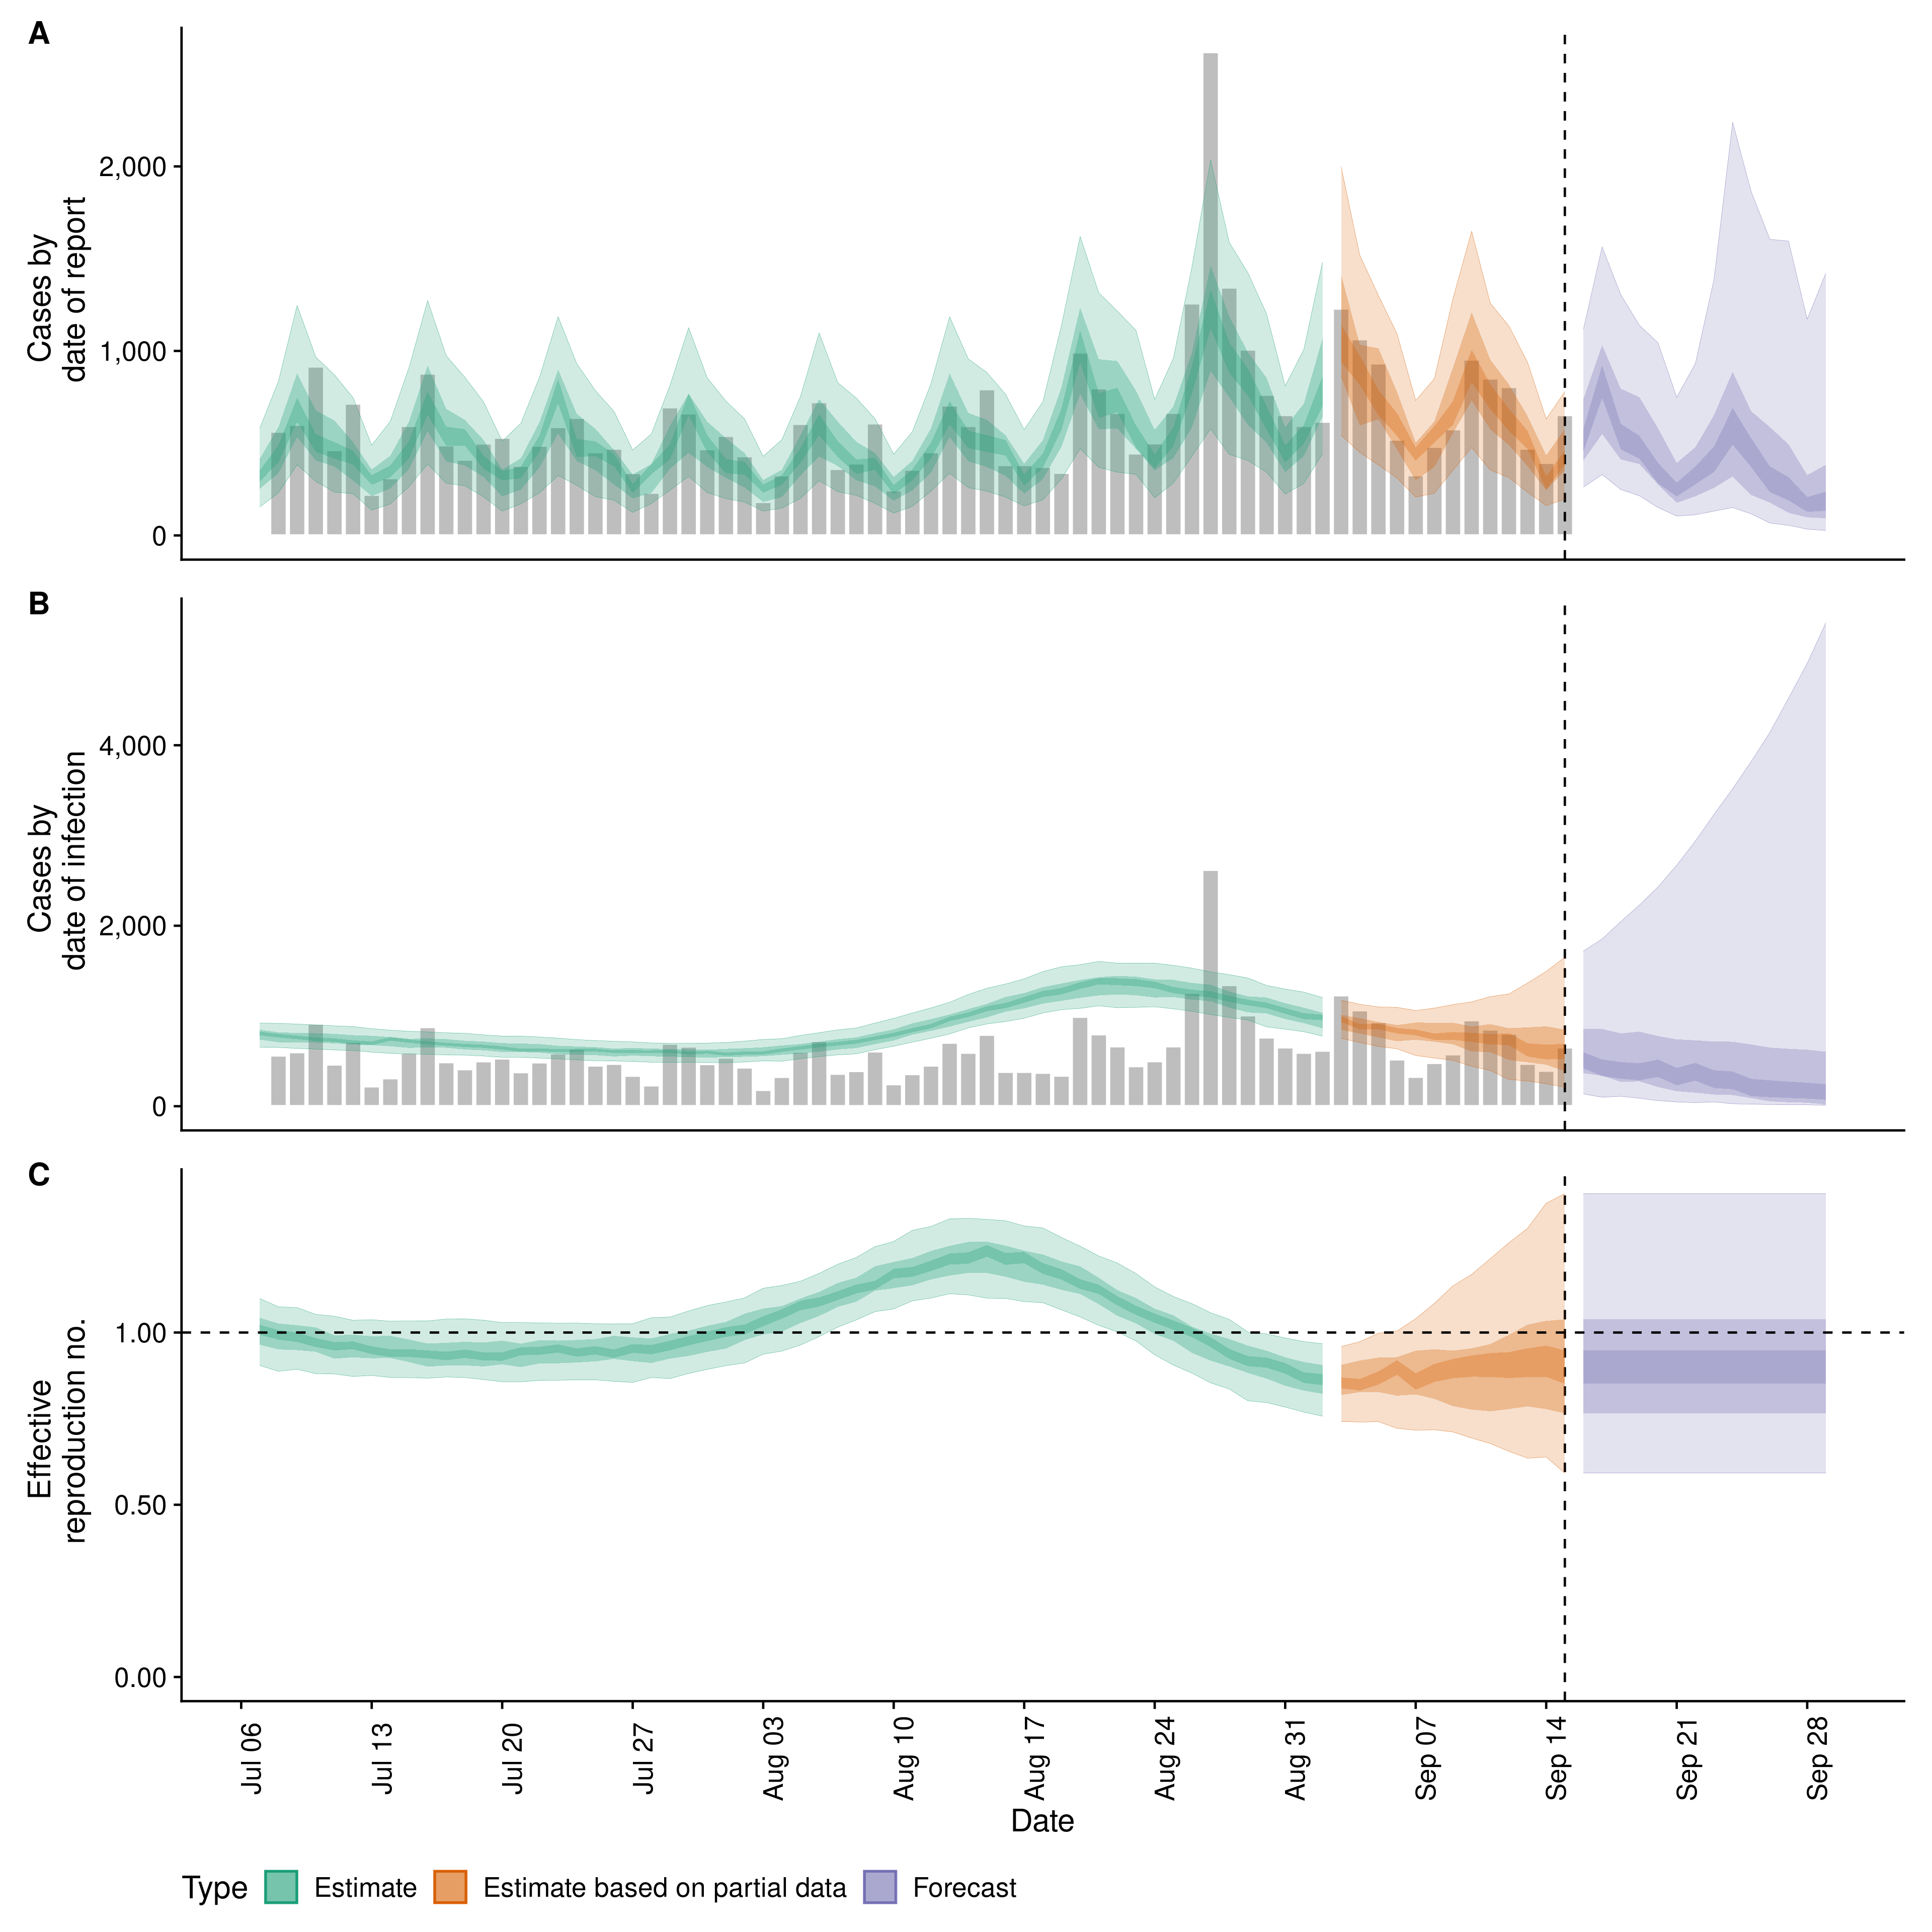 A
Cases by
date of report
2,000
1,000
0
B
Cases by
date of infection
4,000
2,000
0
C
Effective
reproduction no.
1.00
0.50
0.00
Jul 06
Jul 13
Jul 20
Jul 27
Aug 03
Aug 10
Aug 17
Aug 24
Aug 31
Sep 07
Sep 14
Sep 21
Sep 28
Date
Type Estimate Estimate based on partial data Forecast